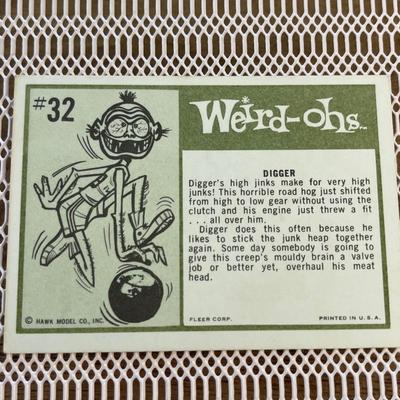 #32
Weird-ohs™
DIGGER
Digger's high jinks make for very high
junks! This horrible road hog just shifted
from high to low gear without using the
clutch and his engine just threw a fit
. . . all over him.
Digger does this often because
he likes to stick the junk heap together
again. Some day somebody is going to
give this creep's mouldy brain a valve
job or better yet, overhaul his meat
head.
© HAWK MODEL CO., INC.
FLEER CORP.
PRINTED IN U. S. A.